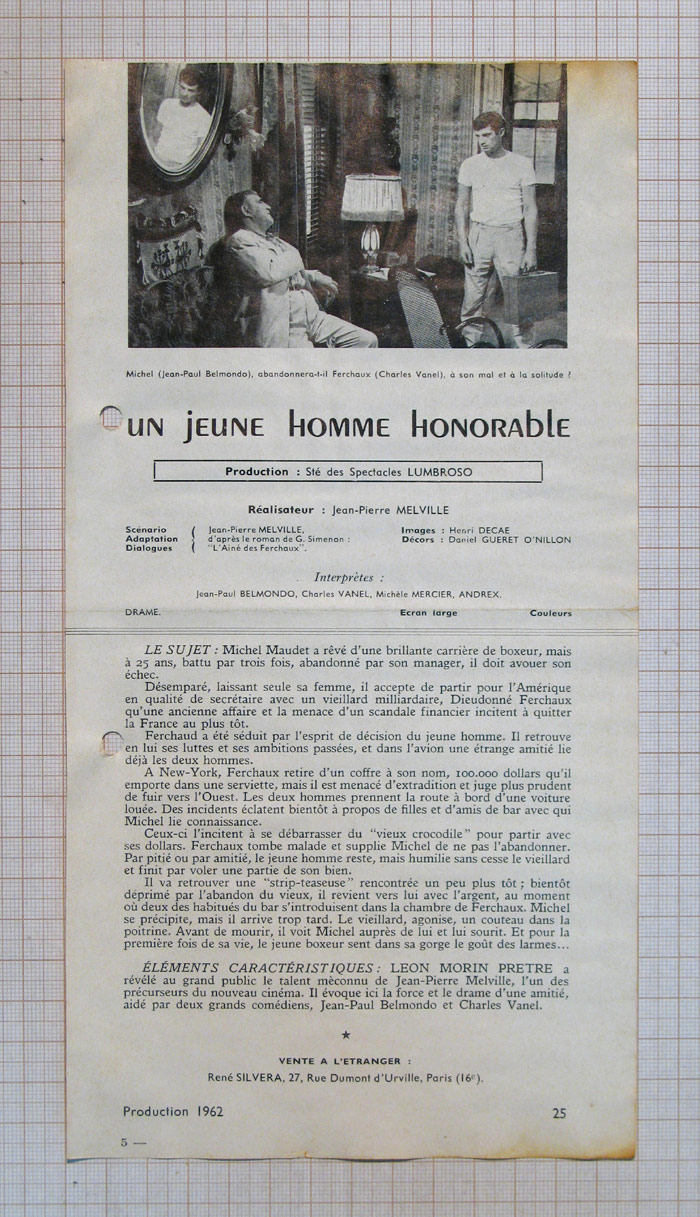 Michel (Jean-Paul Belmondo), abandonnera-t-il Ferchaux (Charles Vanel), à son mal et à la solitude ?
UN JEUNE HOMME HONORABLE
Production : Sté des Spectacles LUMBROSO
Réalisateur : Jean-Pierre MELVILLE
Scénario ( Jean-Pierre MELVILLE, Images : Henri DECAE
Adaptation d'après le roman de G. Simenon : Décors : Daniel GUERET O'NILLON
Dialogues ( "L'Ainé des Ferchaux".
Interprètes :
Jean-Paul BELMONDO, Charles VANEL, Michèle MERCIER, ANDREX.
DRAME. Ecran large Couleurs
LE SUJET : Michel Maudet a rêvé d'une brillante carrière de boxeur, mais
à 25 ans, battu par trois fois, abandonné par son manager, il doit avouer son
échec.
Désemparé, laissant seule sa femme, il accepte de partir pour l'Amérique
en qualité de secrétaire avec un vieillard milliardaire, Dieudonné Ferchaux
qu'une ancienne affaire et la menace d'un scandale financier incitent à quitter
la France au plus tôt.
Ferchaud a été séduit par l'esprit de décision du jeune homme. Il retrouve
en lui ses luttes et ses ambitions passées, et dans l'avion une étrange amitié lie
déjà les deux hommes.
A New-York, Ferchaux retire d'un coffre à son nom, 100.000 dollars qu'il
emporte dans une serviette, mais il est menacé d'extradition et juge plus prudent
de fuir vers l'Ouest. Les deux hommes prennent la route à bord d'une voiture
louée. Des incidents éclatent bientôt à propos de filles et d'amis de bar avec qui
Michel lie connaissance.
Ceux-ci l'incitent à se débarrasser du "vieux crocodile" pour partir avec
ses dollars. Ferchaux tombe malade et supplie Michel de ne pas l'abandonner.
Par pitié ou par amitié, le jeune homme reste, mais humilie sans cesse le vieillard
et finit par voler une partie de son bien.
Il va retrouver une "strip-teaseuse" rencontrée un peu plus tôt ; bientôt
déprimé par l'abandon du vieux, il revient vers lui avec l'argent, au moment
où deux des habitués du bar s'introduisent dans la chambre de Ferchaux. Michel
se précipite, mais il arrive trop tard. Le vieillard, agonise, un couteau dans la
poitrine. Avant de mourir, il voit Michel auprès de lui et lui sourit. Et pour la
première fois de sa vie, le jeune boxeur sent dans sa gorge le goût des larmes...
ÉLÉMENTS CARACTÉRISTIQUES : LEON MORIN PRETRE a
révélé au grand public le talent mèconnu de Jean-Pierre Melville, l'un des
précurseurs du nouveau cinéma. Il évoque ici la force et le drame d'une amitié,
aidé par deux grands comédiens, Jean-Paul Belmondo et Charles Vanel.
★
VENTE A L'ETRANGER :
René SILVERA, 27, Rue Dumont d'Urville, Paris (16e).
Production 1962 25
5 —